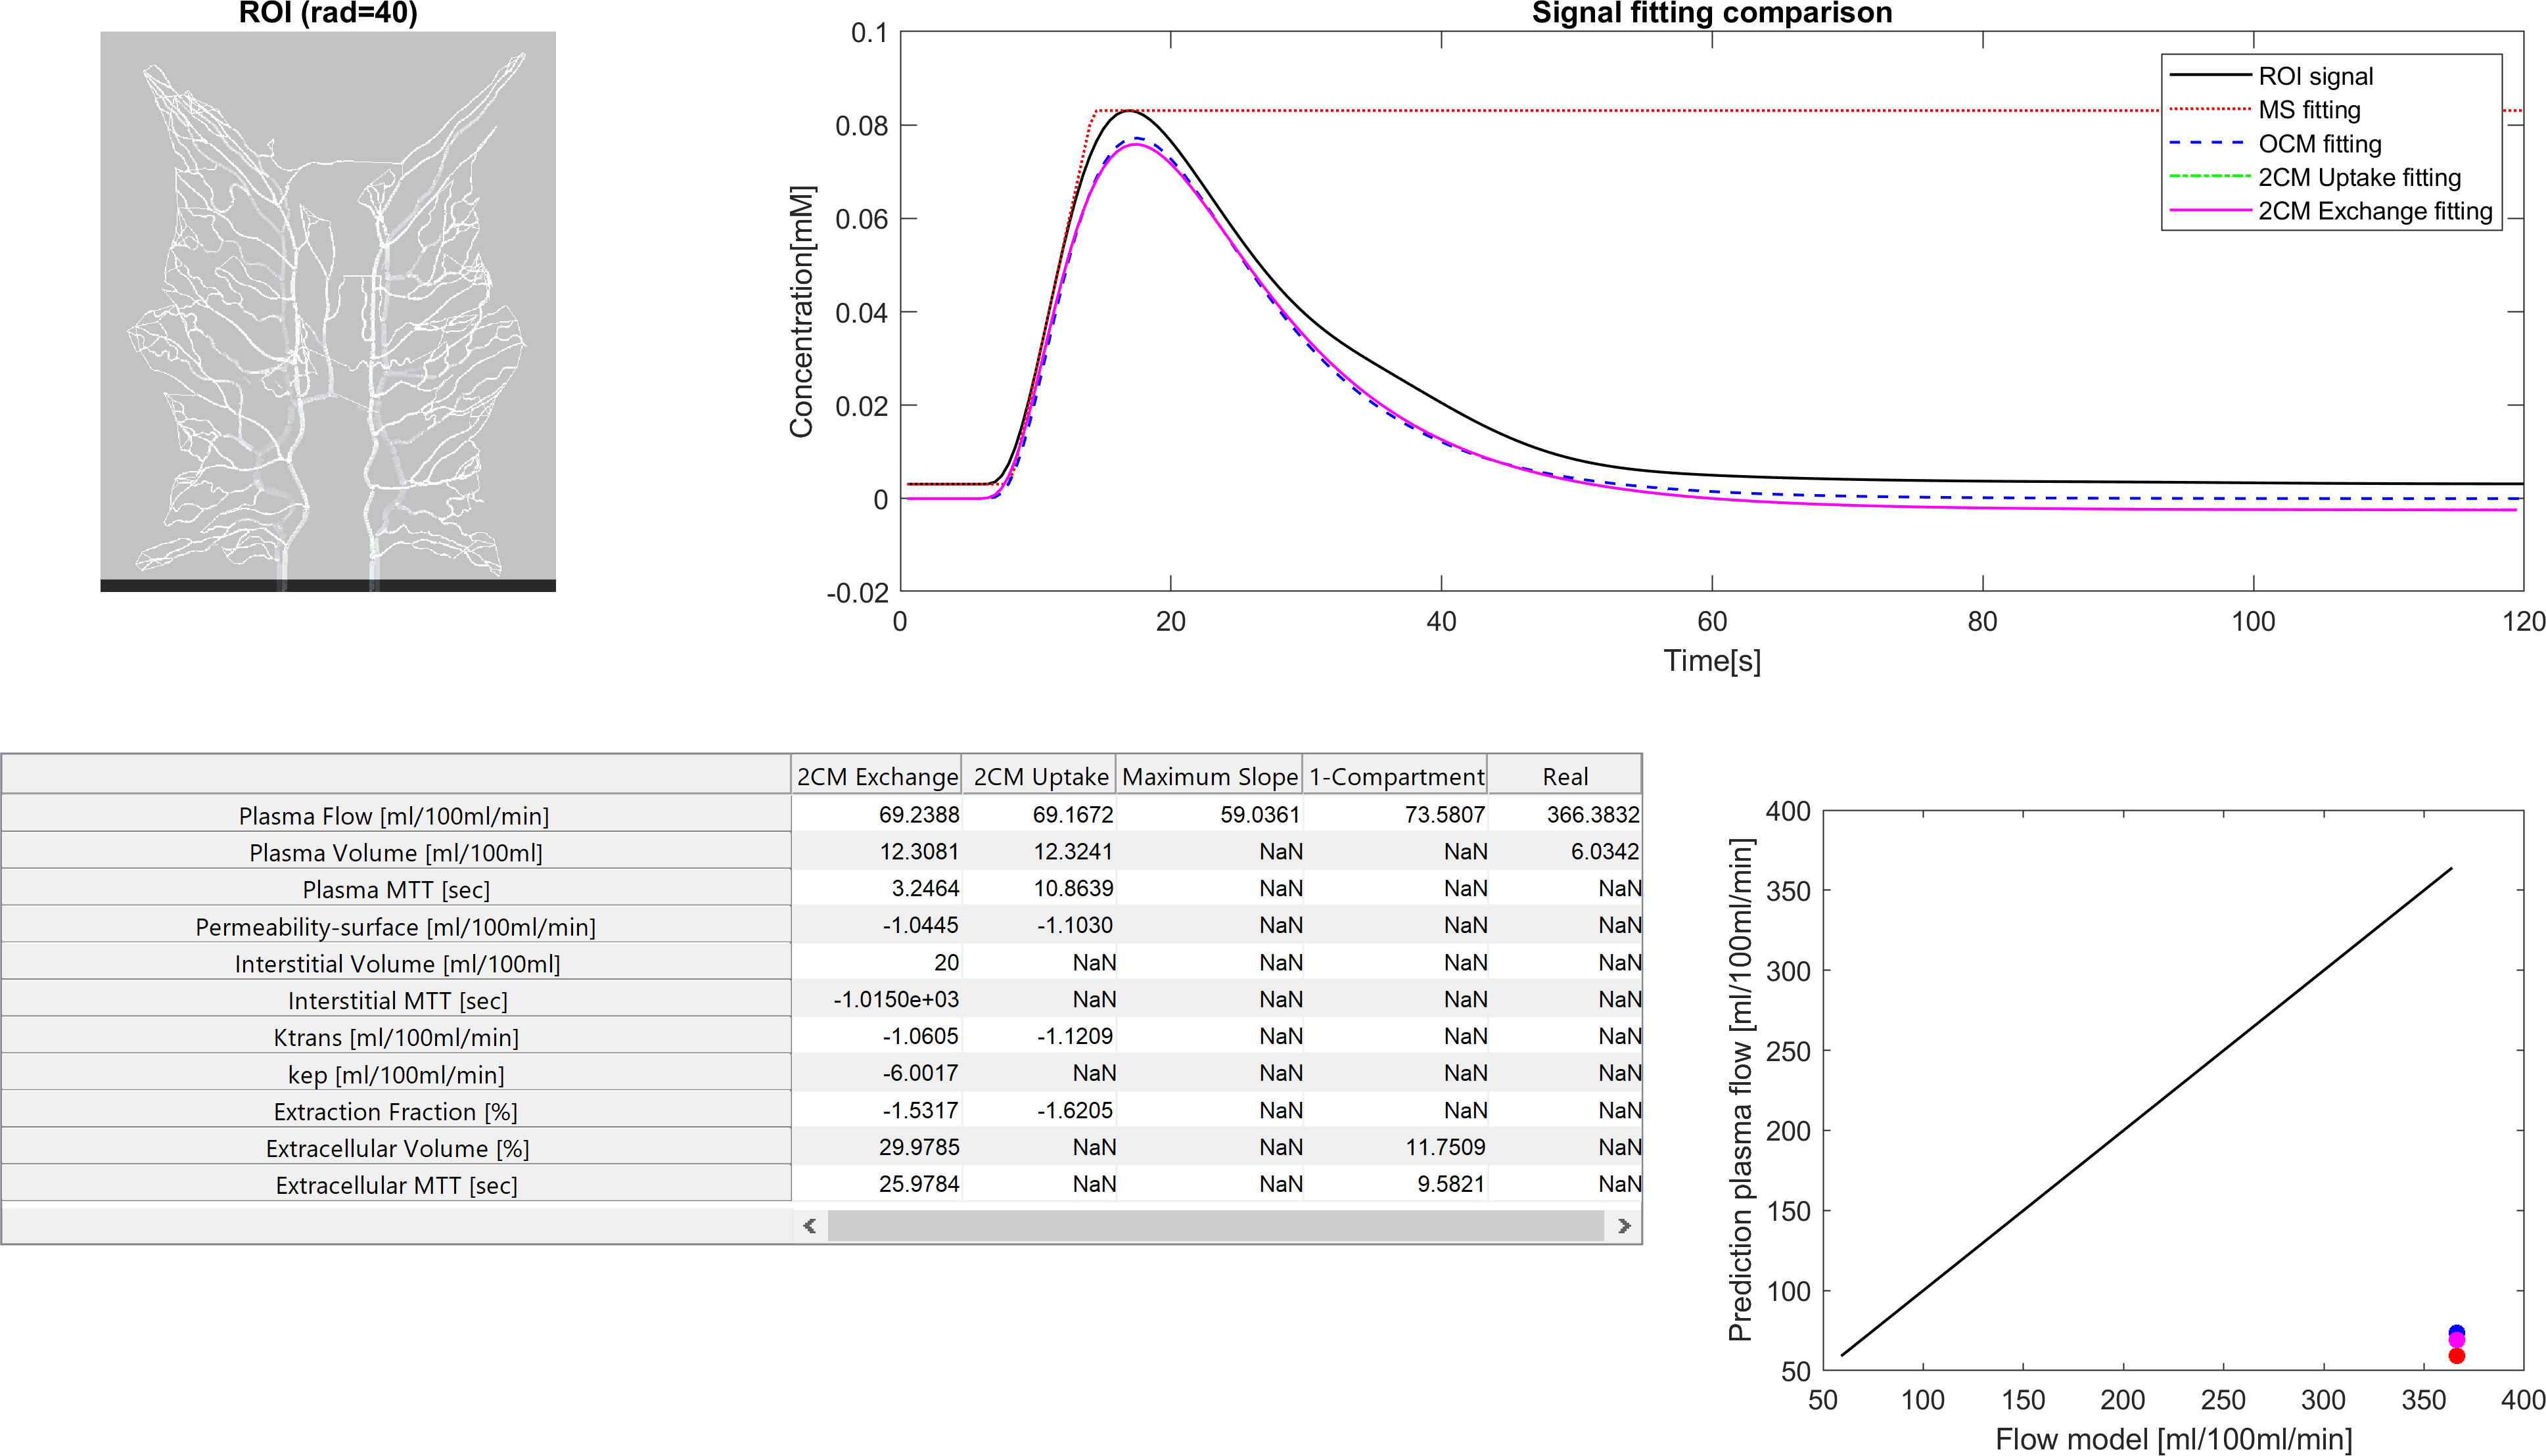 ROI (rad=40)
Signal fitting comparison
0.1
0.08
0.06
0.04
0.02
0
-0.02
Concentration[mM]
0 20 40 60 80 100 120
Time[s]
ROI signal
MS fitting
OCM fitting
2CM Uptake fitting
2CM Exchange fitting
2CM Exchange 2CM Uptake Maximum Slope 1-Compartment Real
Plasma Flow [ml/100ml/min] 69.2388 69.1672 59.0361 73.5807 366.3832
Plasma Volume [ml/100ml] 12.3081 12.3241 NaN NaN 6.0342
Plasma MTT [sec] 3.2464 10.8639 NaN NaN NaN
Permeability-surface [ml/100ml/min] -1.0445 -1.1030 NaN NaN NaN
Interstitial Volume [ml/100ml] 20 NaN NaN NaN NaN
Interstitial MTT [sec] -1.0150e+03 NaN NaN NaN NaN
Ktrans [ml/100ml/min] -1.0605 -1.1209 NaN NaN NaN
kep [ml/100ml/min] -6.0017 NaN NaN NaN NaN
Extraction Fraction [%] -1.5317 -1.6205 NaN NaN NaN
Extracellular Volume [%] 29.9785 NaN NaN 11.7509 NaN
Extracellular MTT [sec] 25.9784 NaN NaN 9.5821 NaN
400
350
300
250
200
150
100
50
Prediction plasma flow [ml/100ml/min]
50 100 150 200 250 300 350 400
Flow model [ml/100ml/min]